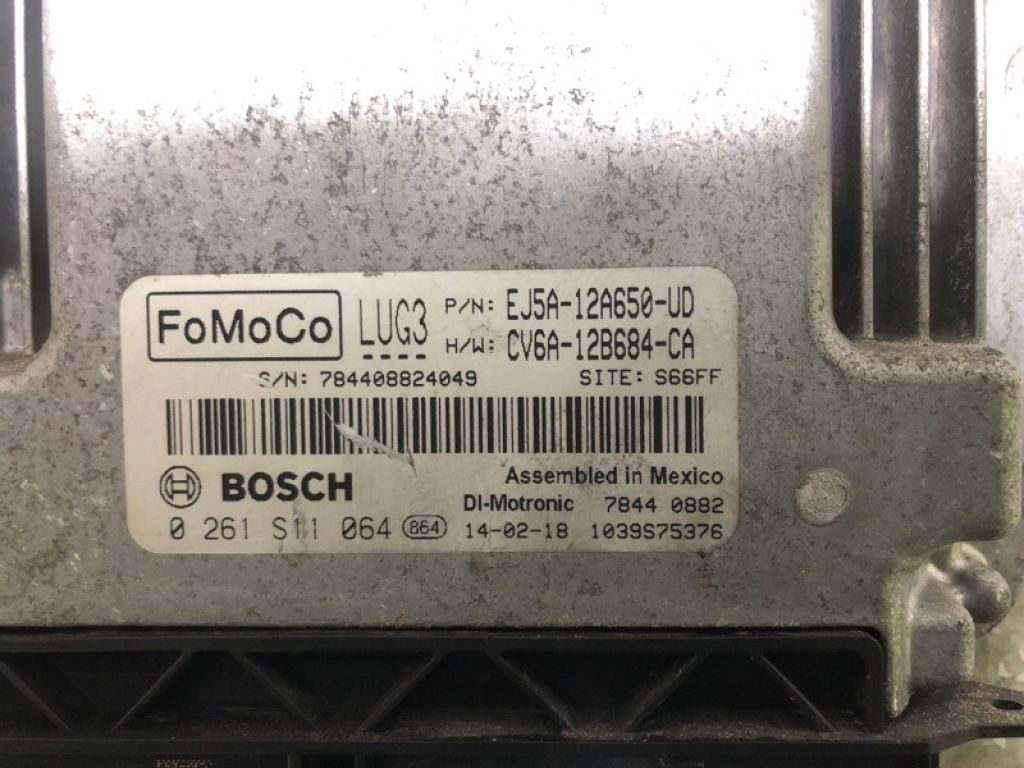 FoMoCo LUG3 P/N: EJ5A-12A650-UD
H/W: CV6A-12B684-CA
S/N: 784408824049 SITE: S66FF
BOSCH Assembled in Mexico
DI-Motronic 7844 0882
0 261 S11 064 864 14-02-18 1039S75376